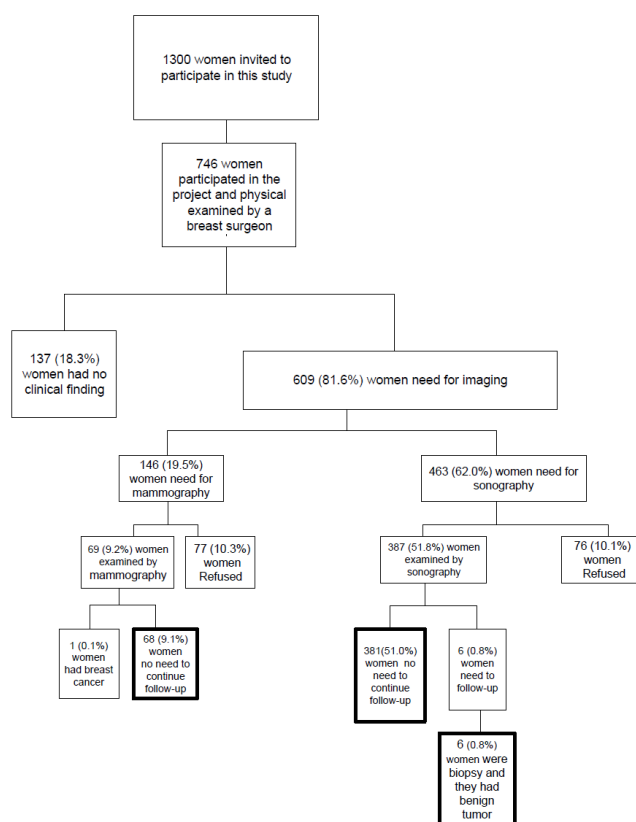 1300 women invited to
participate in this study
746 women
participated in the
project and physical
examined by a
breast surgeon
.
137 (18.3%)
women had no
clinical finding
609 (81.6%) women need for imaging
146 (19.5%)
women need for
mammography
463 (62.0%) women need for
sonography
69 (9.2%) women
examined by
mammography
77 (10.3%)
women
Refused
387 (51.8%) women
examined by
sonography
76 (10.1%)
women
Refused
1 (0.1%)
women
had breast
cancer
68 (9.1%)
women
no need to
continue
follow-up
381(51.0%)
women no
need to
continue
follow-up
6 (0.8%)
women
need to
follow-up
6 (0.8%)
women were
biopsy and
they had
benign
tumor